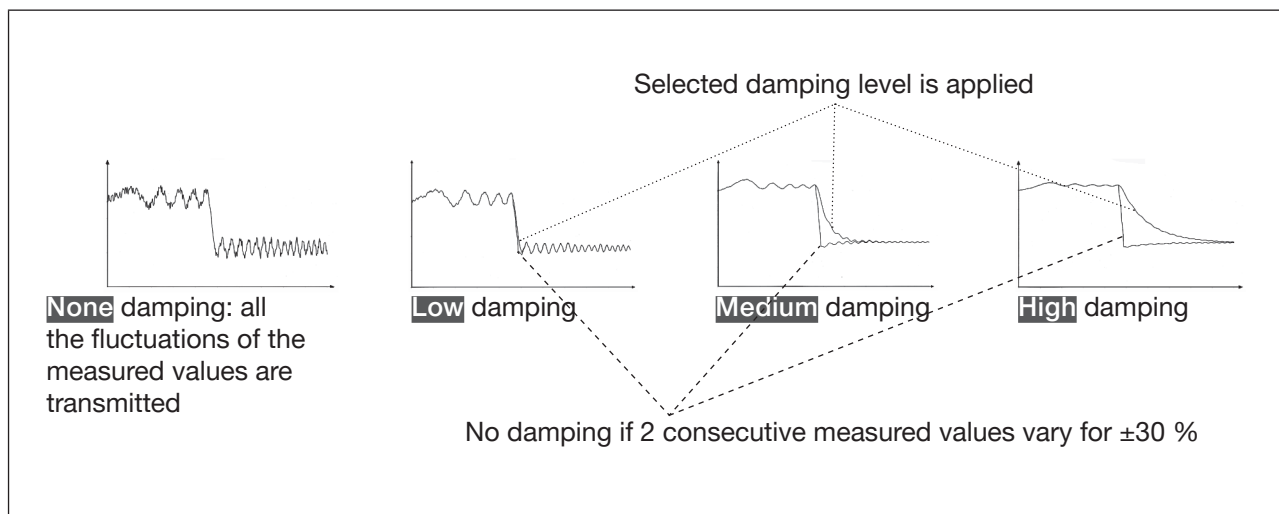 Selected damping level is applied
None damping: all
the fluctuations of the
measured values are
transmitted
Low damping
Medium damping
High damping
No damping if 2 consecutive measured values vary for ±30 %